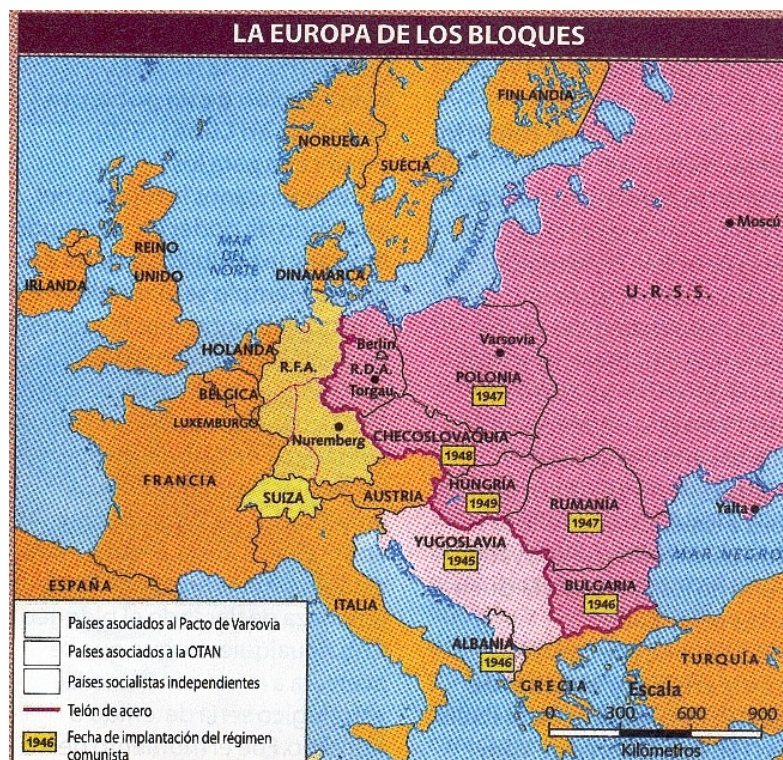 LA EUROPA DE LOS BLOQUES
FINLANDIA
NORUEGA
SUECIA
Moscú
MAR BÁLTICO
REINO
UNIDO
MAR
DEL
NORTE
IRLANDA
DINAMARCA
U.R.S.S.
HOLANDA
Berlín
Varsovia
R.F.A.
R.D.A.
Torgau
POLONIA
1947
BÉLGICA
LUXEMBURGO
Nuremberg
CHECOSLOVAQUIA
1948
FRANCIA
SUIZA
AUSTRIA
HUNGRÍA
1949
RUMANÍA
1947
Yalta
MAR NEGRO
YUGOSLAVIA
1945
BULGARIA
1946
ESPAÑA
ITALIA
ALBANIA
1946
GRECIA
TURQUÍA
Países asociados al Pacto de Varsovia
Países asociados a la OTAN
Países socialistas independientes
Telón de acero
1946 Fecha de implantación del régimen
comunista
Escala
0 300 600 900
Kilómetros